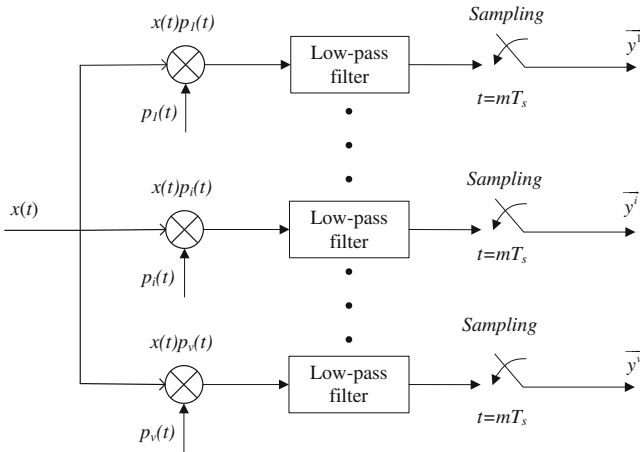 x(t)p₁(t)
Low-pass
filter
Sampling
t=mTₛ
y¹
p₁(t)
x(t)
x(t)pᵢ(t)
Low-pass
filter
Sampling
t=mTₛ
yⁱ
pᵢ(t)
x(t)pᵥ(t)
Low-pass
filter
Sampling
t=mTₛ
yᵛ
pᵥ(t)